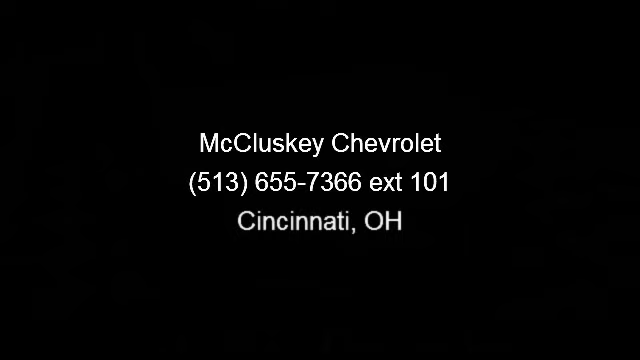 McCluskey Chevrolet
(513) 655-7366 ext 101
Cincinnati, OH